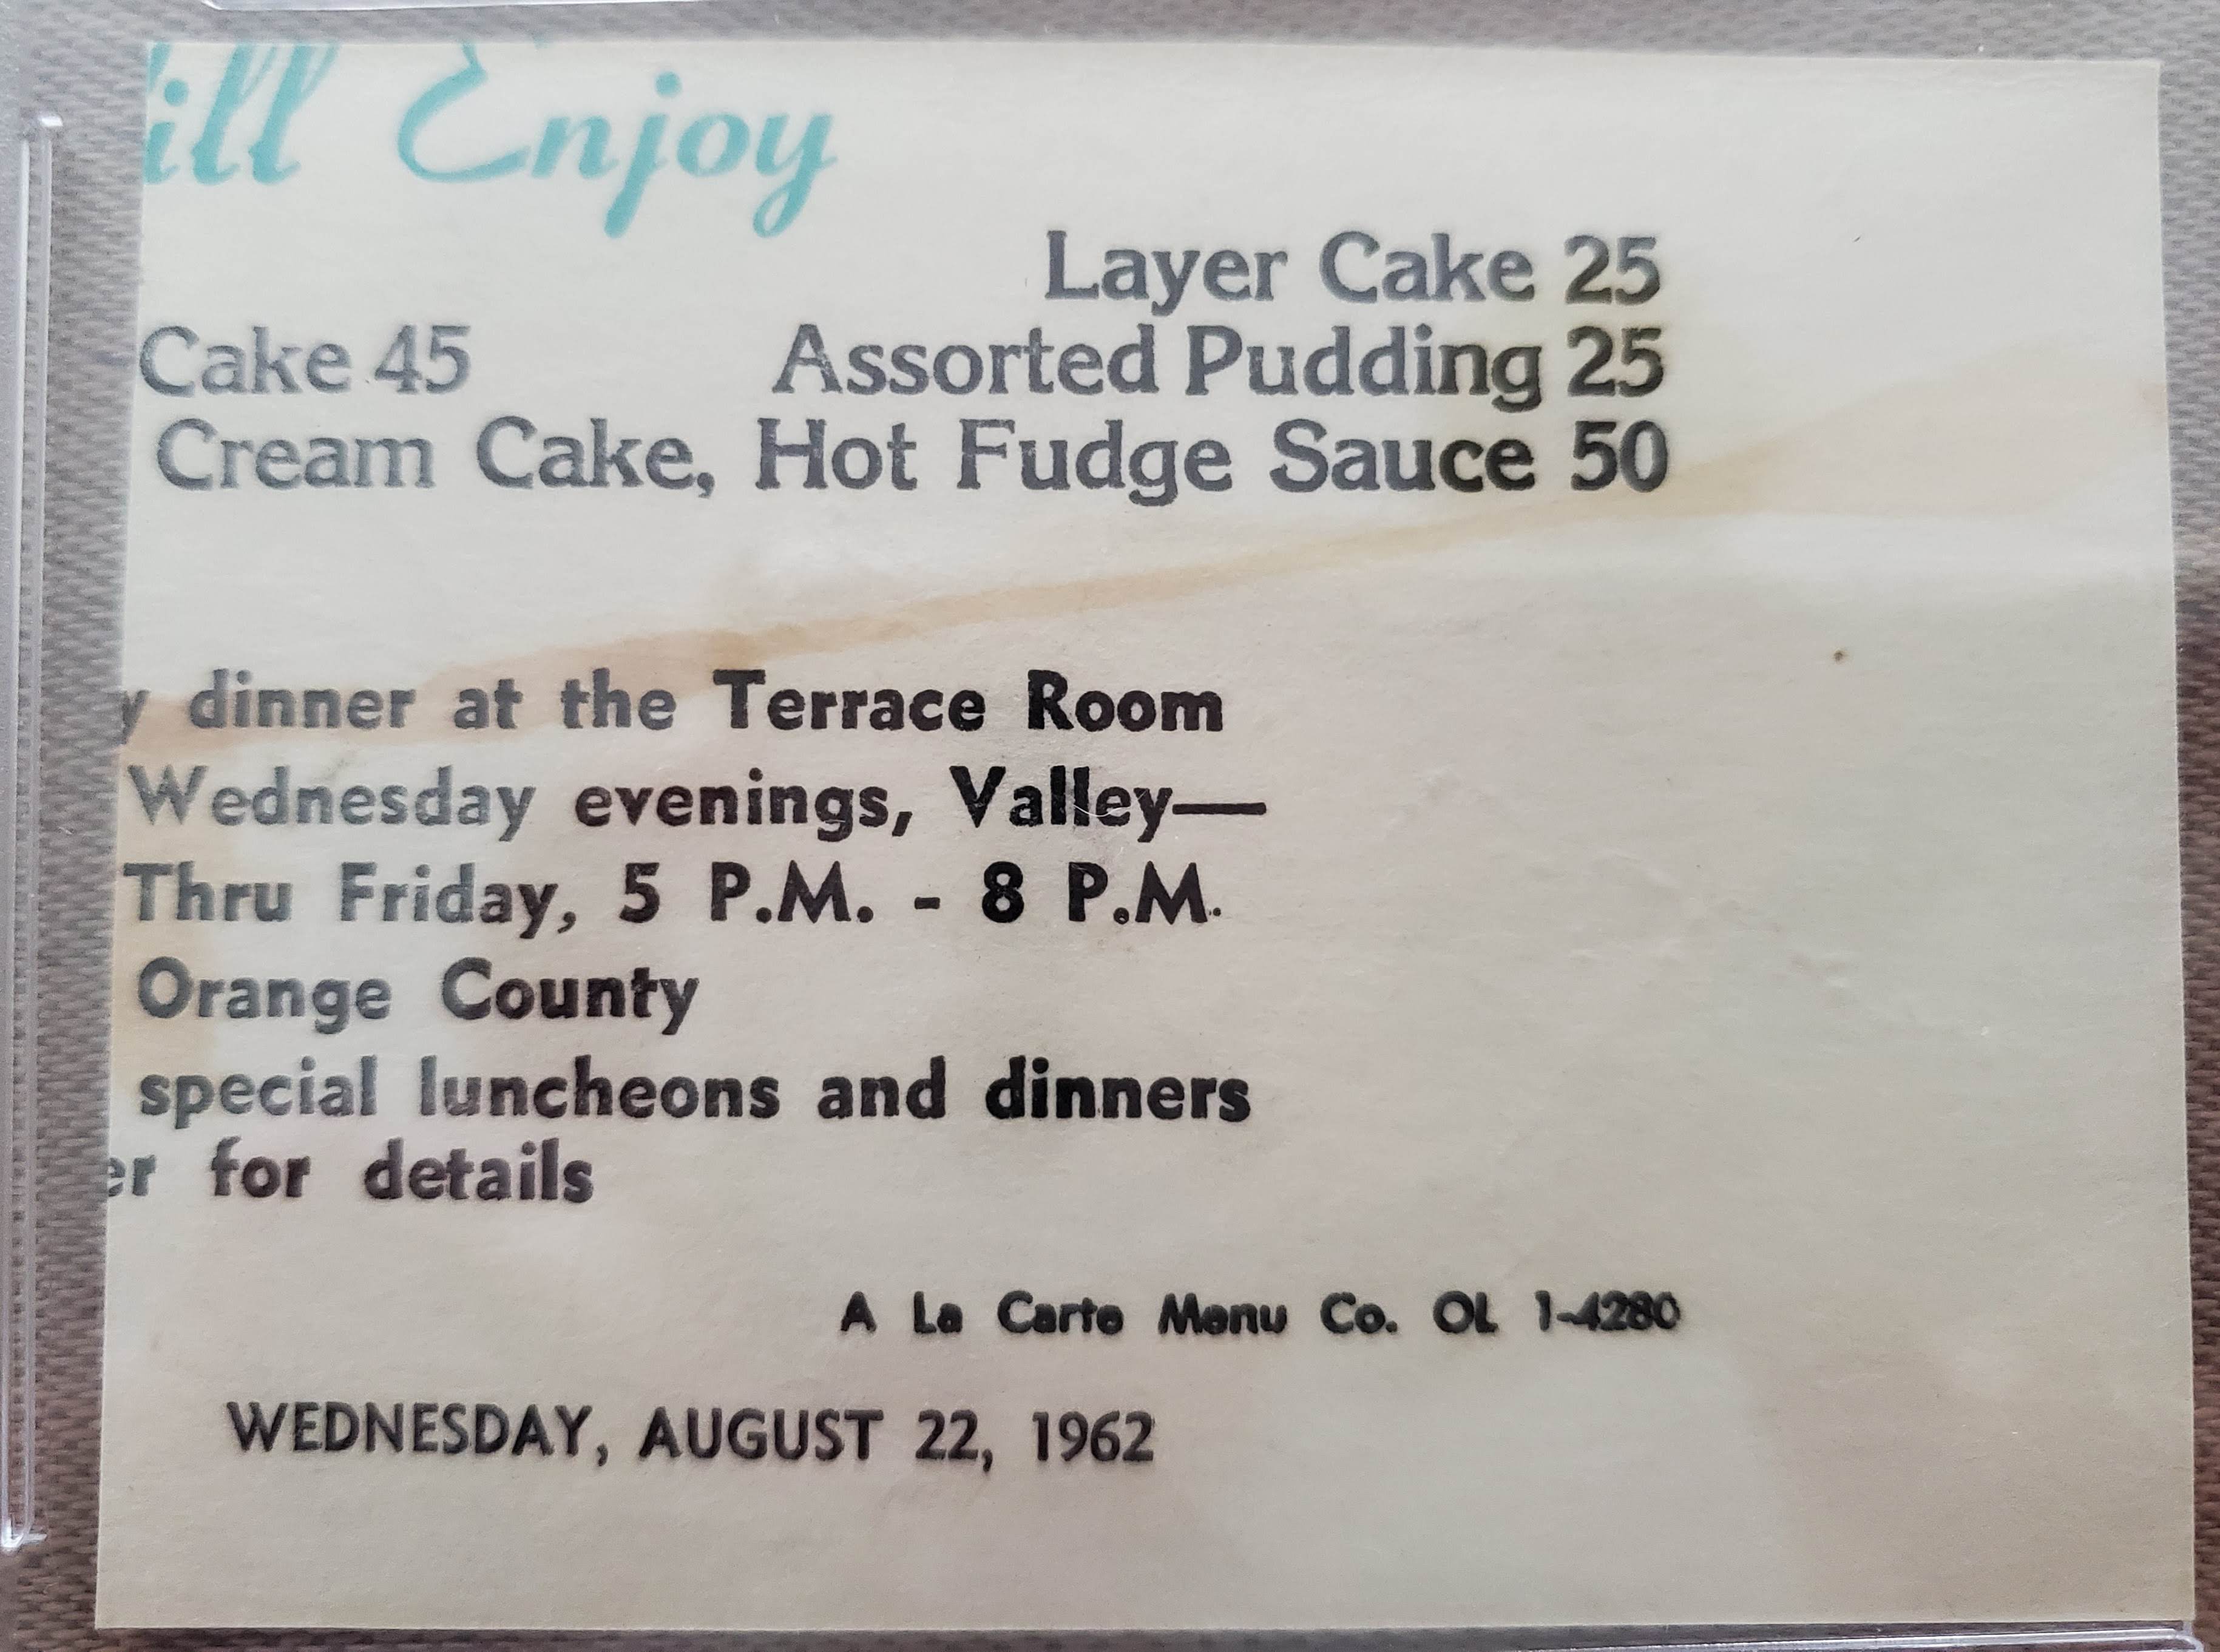 ill Enjoy
Layer Cake 25
Cake 45 Assorted Pudding 25
Cream Cake, Hot Fudge Sauce 50
y dinner at the Terrace Room
Wednesday evenings, Valley—
Thru Friday, 5 P.M. - 8 P.M.
Orange County
special luncheons and dinners
er for details
A La Carte Menu Co. OL 1-4280
WEDNESDAY, AUGUST 22, 1962